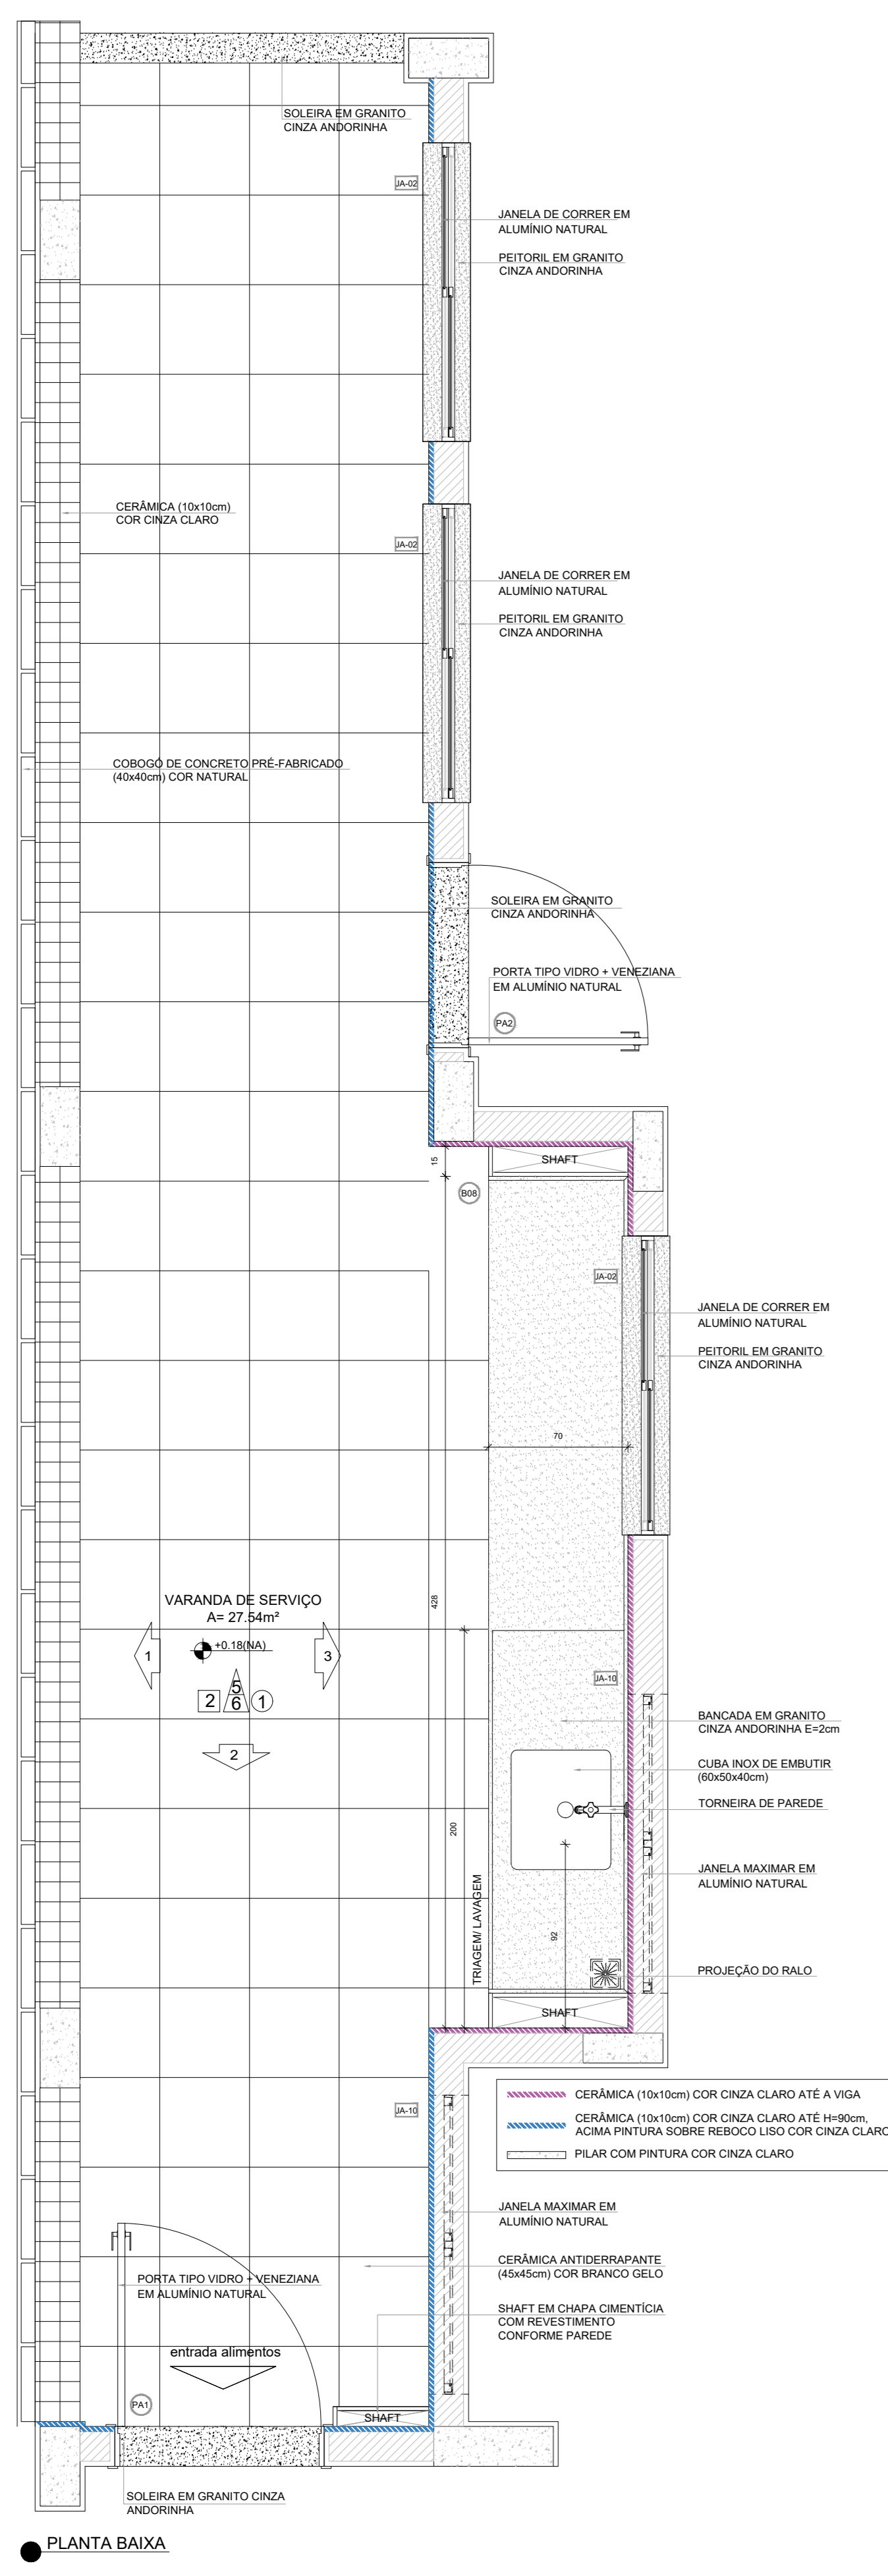 SOLEIRA EM GRANITO
CINZA ANDORINHA
JA-02
JANELA DE CORRER EM
ALUMÍNIO NATURAL
PEITORIL EM GRANITO
CINZA ANDORINHA
CERÂMICA (10x10cm)
COR CINZA CLARO
JA-02
JANELA DE CORRER EM
ALUMÍNIO NATURAL
PEITORIL EM GRANITO
CINZA ANDORINHA
COBOGÓ DE CONCRETO PRÉ-FABRICADO
(40x40cm) COR NATURAL
SOLEIRA EM GRANITO
CINZA ANDORINHA
PORTA TIPO VIDRO + VENEZIANA
EM ALUMÍNIO NATURAL
PA2
SHAFT
15
B08
JA-02
JANELA DE CORRER EM
ALUMÍNIO NATURAL
PEITORIL EM GRANITO
CINZA ANDORINHA
70
428
VARANDA DE SERVIÇO
A= 27.54m²
+0.18(NA)
1
3
5
2
6
1
2
JA-10
BANCADA EM GRANITO
CINZA ANDORINHA E=2cm
CUBA INOX DE EMBUTIR
(60x50x40cm)
TORNEIRA DE PAREDE
200
JANELA MAXIMAR EM
ALUMÍNIO NATURAL
TRIAGEM/ LAVAGEM
92
PROJEÇÃO DO RALO
SHAFT
CERÂMICA (10x10cm) COR CINZA CLARO ATÉ A VIGA
CERÂMICA (10x10cm) COR CINZA CLARO ATÉ H=90cm,
ACIMA PINTURA SOBRE REBOCO LISO COR CINZA CLARO
PILAR COM PINTURA COR CINZA CLARO
JA-10
JANELA MAXIMAR EM
ALUMÍNIO NATURAL
CERÂMICA ANTIDERRAPANTE
(45x45cm) COR BRANCO GELO
PORTA TIPO VIDRO + VENEZIANA
EM ALUMÍNIO NATURAL
SHAFT EM CHAPA CIMENTÍCIA
COM REVESTIMENTO
CONFORME PAREDE
entrada alimentos
PA1
SHAFT
SOLEIRA EM GRANITO CINZA
ANDORINHA
PLANTA BAIXA